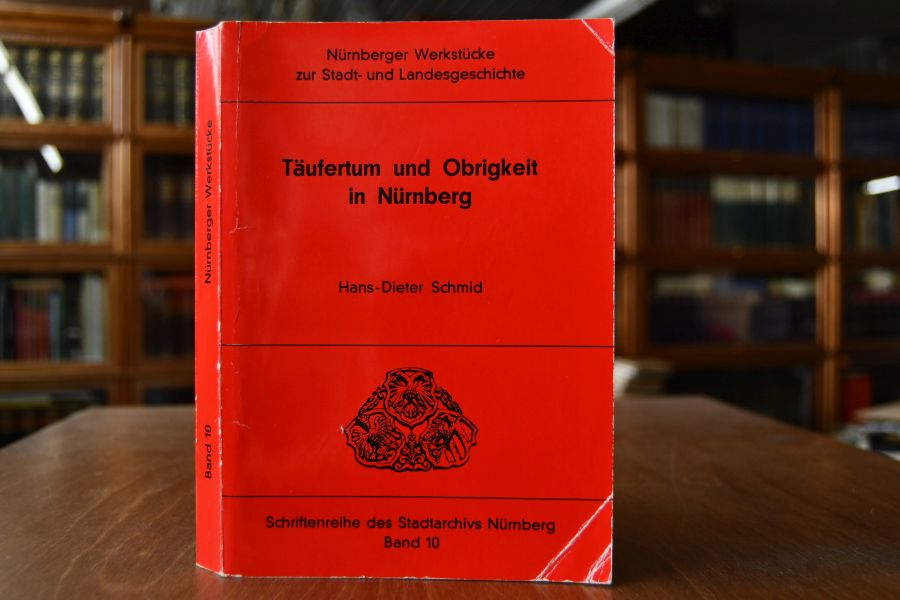 Nürnberger Werkstücke
zur Stadt- und Landesgeschichte
Täufertum und Obrigkeit
in Nürnberg
Hans-Dieter Schmid
Schriftenreihe des Stadtarchivs Nürnberg
Band 10
Nürnberger Werkstücke
Band 10